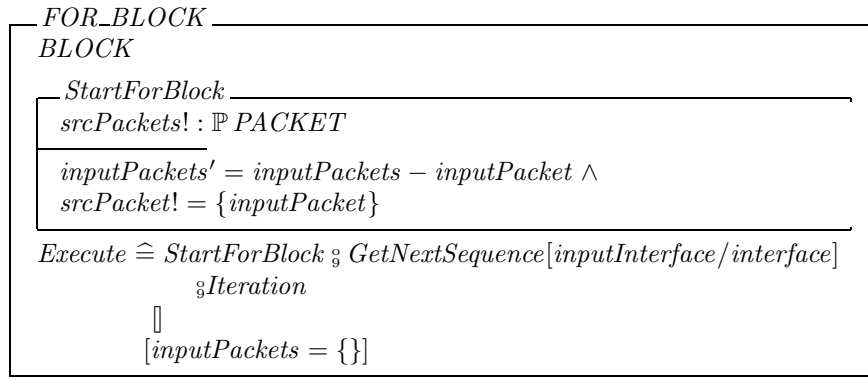 FOR_BLOCK
BLOCK
StartForBlock
srcPackets! : ℙ PACKET
inputPackets′ = inputPackets − inputPacket ∧
srcPacket! = {inputPacket}
Execute ≙ StartForBlock ⨟ GetNextSequence[inputInterface/interface]
⨟Iteration
[]
[inputPackets = {}]